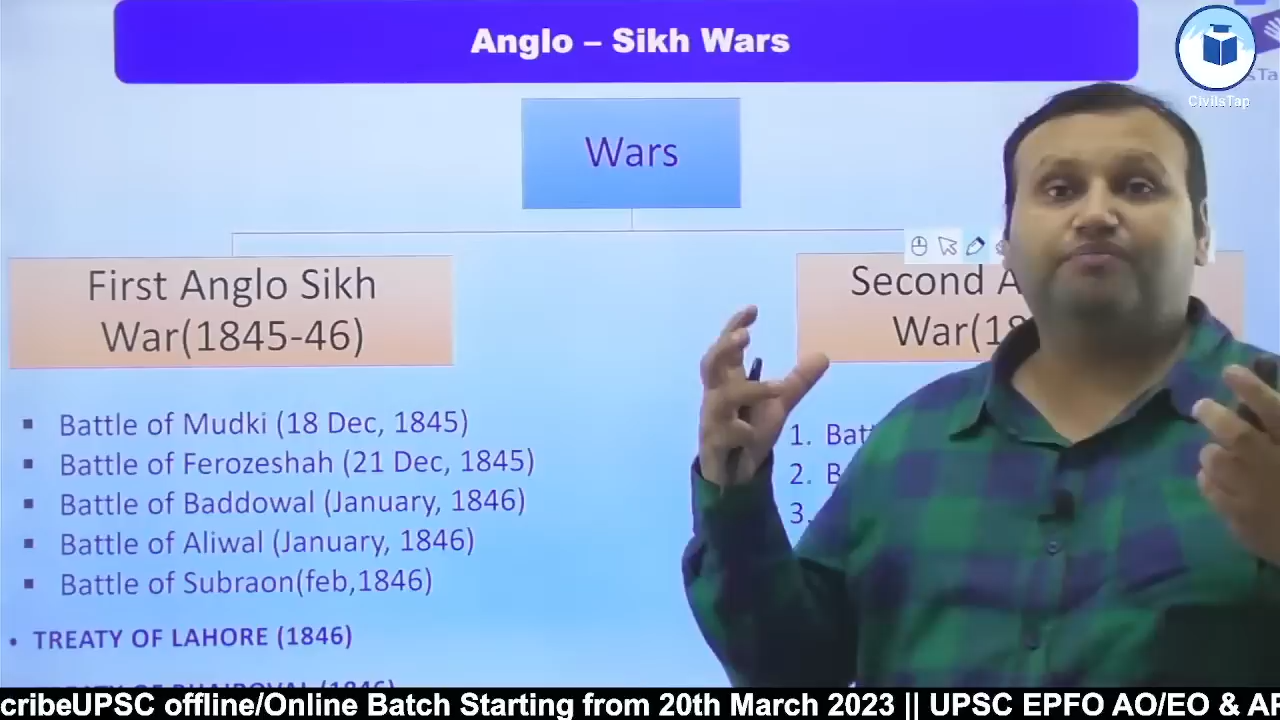 Anglo – Sikh Wars
CivilsTap
Wars
First Anglo Sikh
War(1845-46)
Second A
War(18
Battle of Mudki (18 Dec, 1845)
Battle of Ferozeshah (21 Dec, 1845)
Battle of Baddowal (January, 1846)
Battle of Aliwal (January, 1846)
Battle of Subraon(feb,1846)
1. Bat
2. B
3.
• TREATY OF LAHORE (1846)
cribeUPSC offline/Online Batch Starting from 20th March 2023 || UPSC EPFO AO/EO & AP